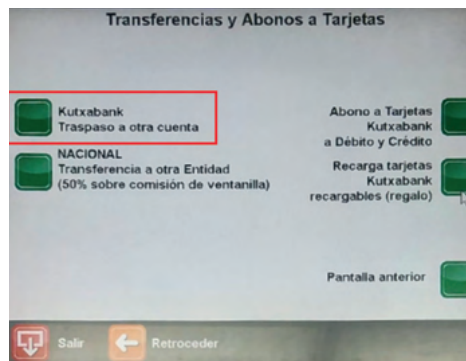 Transferencias y Abonos a Tarjetas
Kutxabank
Traspaso a otra cuenta
NACIONAL
Transferencia a otra Entidad
(50% sobre comisión de ventanilla)
Abono a Tarjetas
Kutxabank
a Débito y Crédito
Recarga tarjetas
Kutxabank
recargables (regalo)
Pantalla anterior
Salir
Retroceder